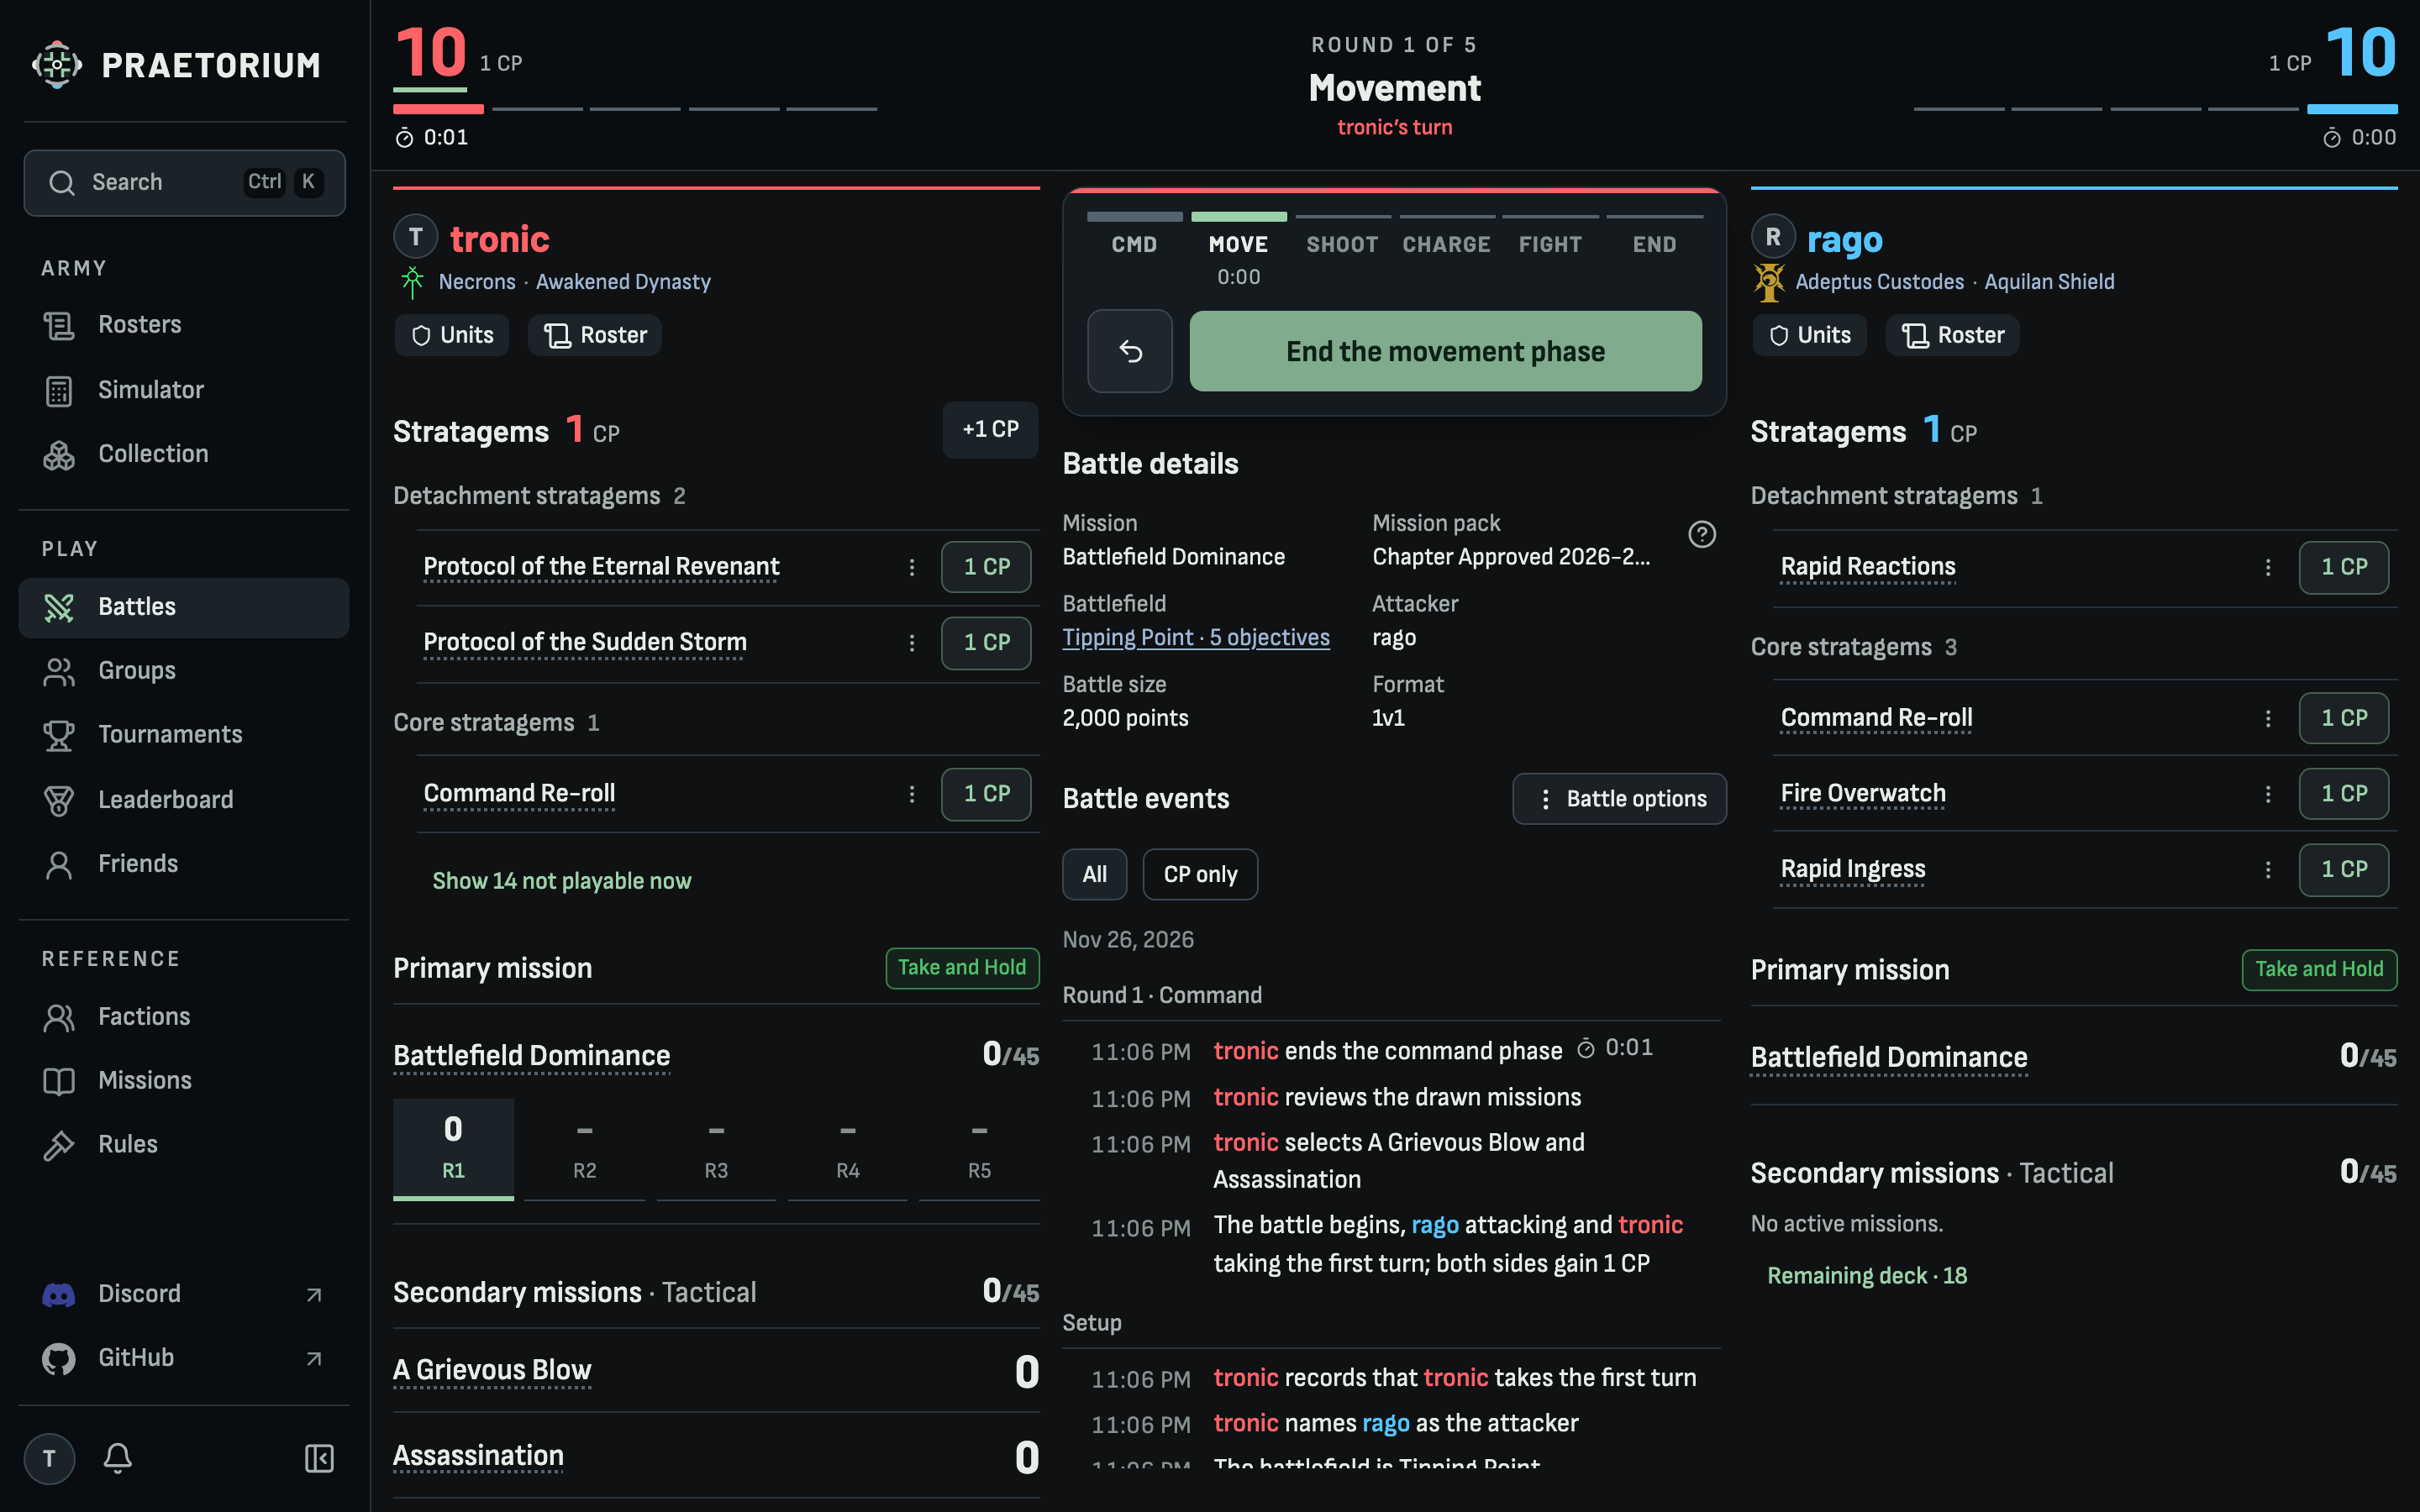 PRAETORIUM
Search Ctrl K
ARMY
Rosters
Simulator
Collection
PLAY
Battles
Groups
Tournaments
Leaderboard
Friends
REFERENCE
Factions
Missions
Rules
Discord
GitHub
T
10 1 CP
0:01
ROUND 1 OF 5
Movement
tronic’s turn
1 CP 10
0:00
T tronic
Necrons · Awakened Dynasty
Units Roster
Stratagems 1 CP +1 CP
Detachment stratagems 2
Protocol of the Eternal Revenant 1 CP
Protocol of the Sudden Storm 1 CP
Core stratagems 1
Command Re-roll 1 CP
Show 14 not playable now
Primary mission Take and Hold
Battlefield Dominance 0/45
0 – – – –
R1 R2 R3 R4 R5
Secondary missions · Tactical 0/45
A Grievous Blow 0
Assassination 0
CMD MOVE SHOOT CHARGE FIGHT END
0:00
End the movement phase
Battle details
Mission Mission pack
Battlefield Dominance Chapter Approved 2026-2...
Battlefield Attacker
Tipping Point · 5 objectives rago
Battle size Format
2,000 points 1v1
Battle events Battle options
All CP only
Nov 26, 2026
Round 1 · Command
11:06 PM tronic ends the command phase 0:01
11:06 PM tronic reviews the drawn missions
11:06 PM tronic selects A Grievous Blow and
Assassination
11:06 PM The battle begins, rago attacking and tronic
taking the first turn; both sides gain 1 CP
Setup
11:06 PM tronic records that tronic takes the first turn
11:06 PM tronic names rago as the attacker
11:06 PM The battlefield is Tipping Point
R rago
Adeptus Custodes · Aquilan Shield
Units Roster
Stratagems 1 CP
Detachment stratagems 1
Rapid Reactions 1 CP
Core stratagems 3
Command Re-roll 1 CP
Fire Overwatch 1 CP
Rapid Ingress 1 CP
Primary mission Take and Hold
Battlefield Dominance 0/45
Secondary missions · Tactical 0/45
No active missions.
Remaining deck · 18